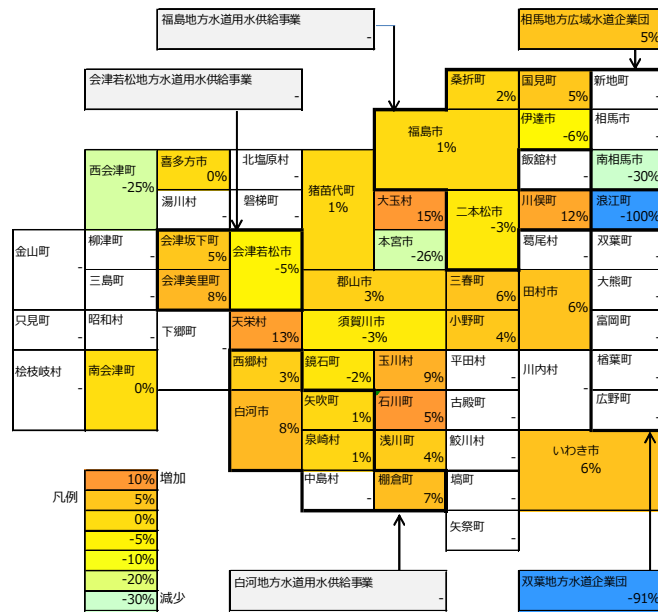 福島地方水道用水供給事業
-
相馬地方広域水道企業団
5%
会津若松地方水道用水供給事業
-
桑折町
2%
国見町
5%
新地町
-
福島市
1%
伊達市
-6%
相馬市
-
西会津町
-25%
喜多方市
0%
北塩原村
-
猪苗代町
1%
飯舘村
-
南相馬市
-30%
湯川村
-
磐梯町
-
大玉村
15%
二本松市
-3%
川俣町
12%
浪江町
-100%
金山町
-
柳津町
-
会津坂下町
5%
会津若松市
-5%
本宮市
-26%
葛尾村
-
双葉町
-
三島町
-
会津美里町
8%
郡山市
3%
三春町
6%
田村市
6%
大熊町
-
只見町
-
昭和村
-
下郷町
-
天栄村
13%
須賀川市
-3%
小野町
4%
富岡町
-
桧枝岐村
-
南会津町
0%
西郷村
3%
鏡石町
-2%
玉川村
9%
平田村
-
川内村
-
楢葉町
-
白河市
8%
矢吹町
1%
石川町
5%
古殿町
-
広野町
-
泉崎村
1%
浅川町
4%
鮫川村
-
いわき市
6%
中島村
-
棚倉町
7%
塙町
-
矢祭町
-
凡例
10% 増加
5%
0%
-5%
-10%
-20%
-30% 減少
白河地方水道用水供給事業
-
双葉地方水道企業団
-91%